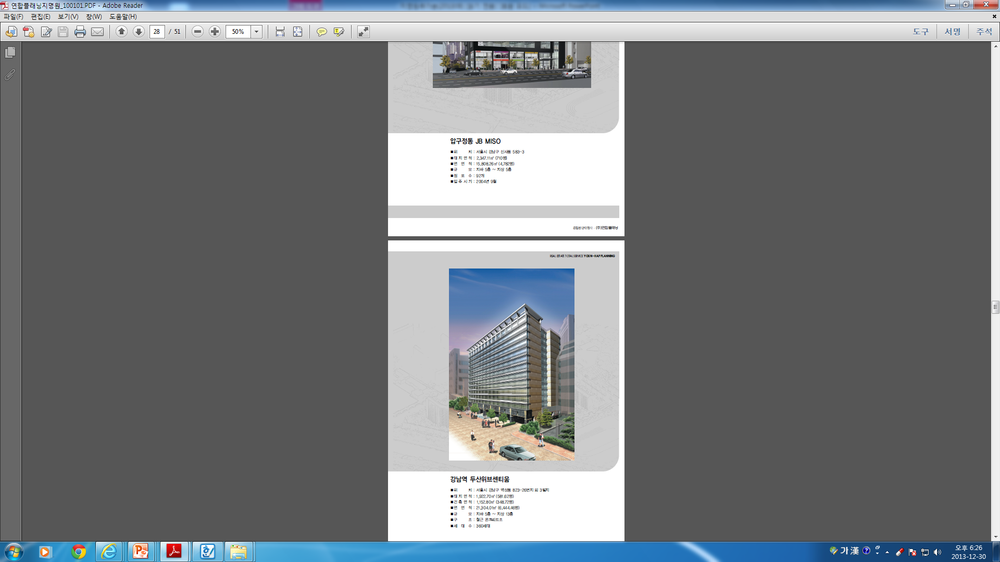 연합플래닝지명원_100101.PDF - Adobe Reader
파일(F) 편집(E) 보기(V) 창(W) 도움말(H)
28 / 51 50% 도구 서명 주석
압구정동 JB MISO
■위 치 : 서울시 강남구 신사동 583-3
■대지면적 : 2,347.11㎡ (710평)
■연 면 적 : 15,808.26㎡ (4,782평)
■규 모 : 지하 5층 ~ 지상 5층
■점 포 수 : 92개
■입주시기 : 2004년 9월
(주)연합플래닝
REAL ESTATE TOTAL SERVICE YOUN-HAP PLANNING
강남역 두산위브센티움
■위 치 : 서울시 강남구 역삼동 823-26번지 외 3필지
■대지면적 : 1,922.70㎡ (581.62평)
■건축면적 : 1,152.80㎡ (348.72평)
■연 면 적 : 21,304.01㎡ (6,444.46평)
■규 모 : 지하 5층 ~ 지상 13층
■구 조 : 철근 콘크리트조
■세 대 수 : 360세대
가 漢
오후 6:26
2013-12-30